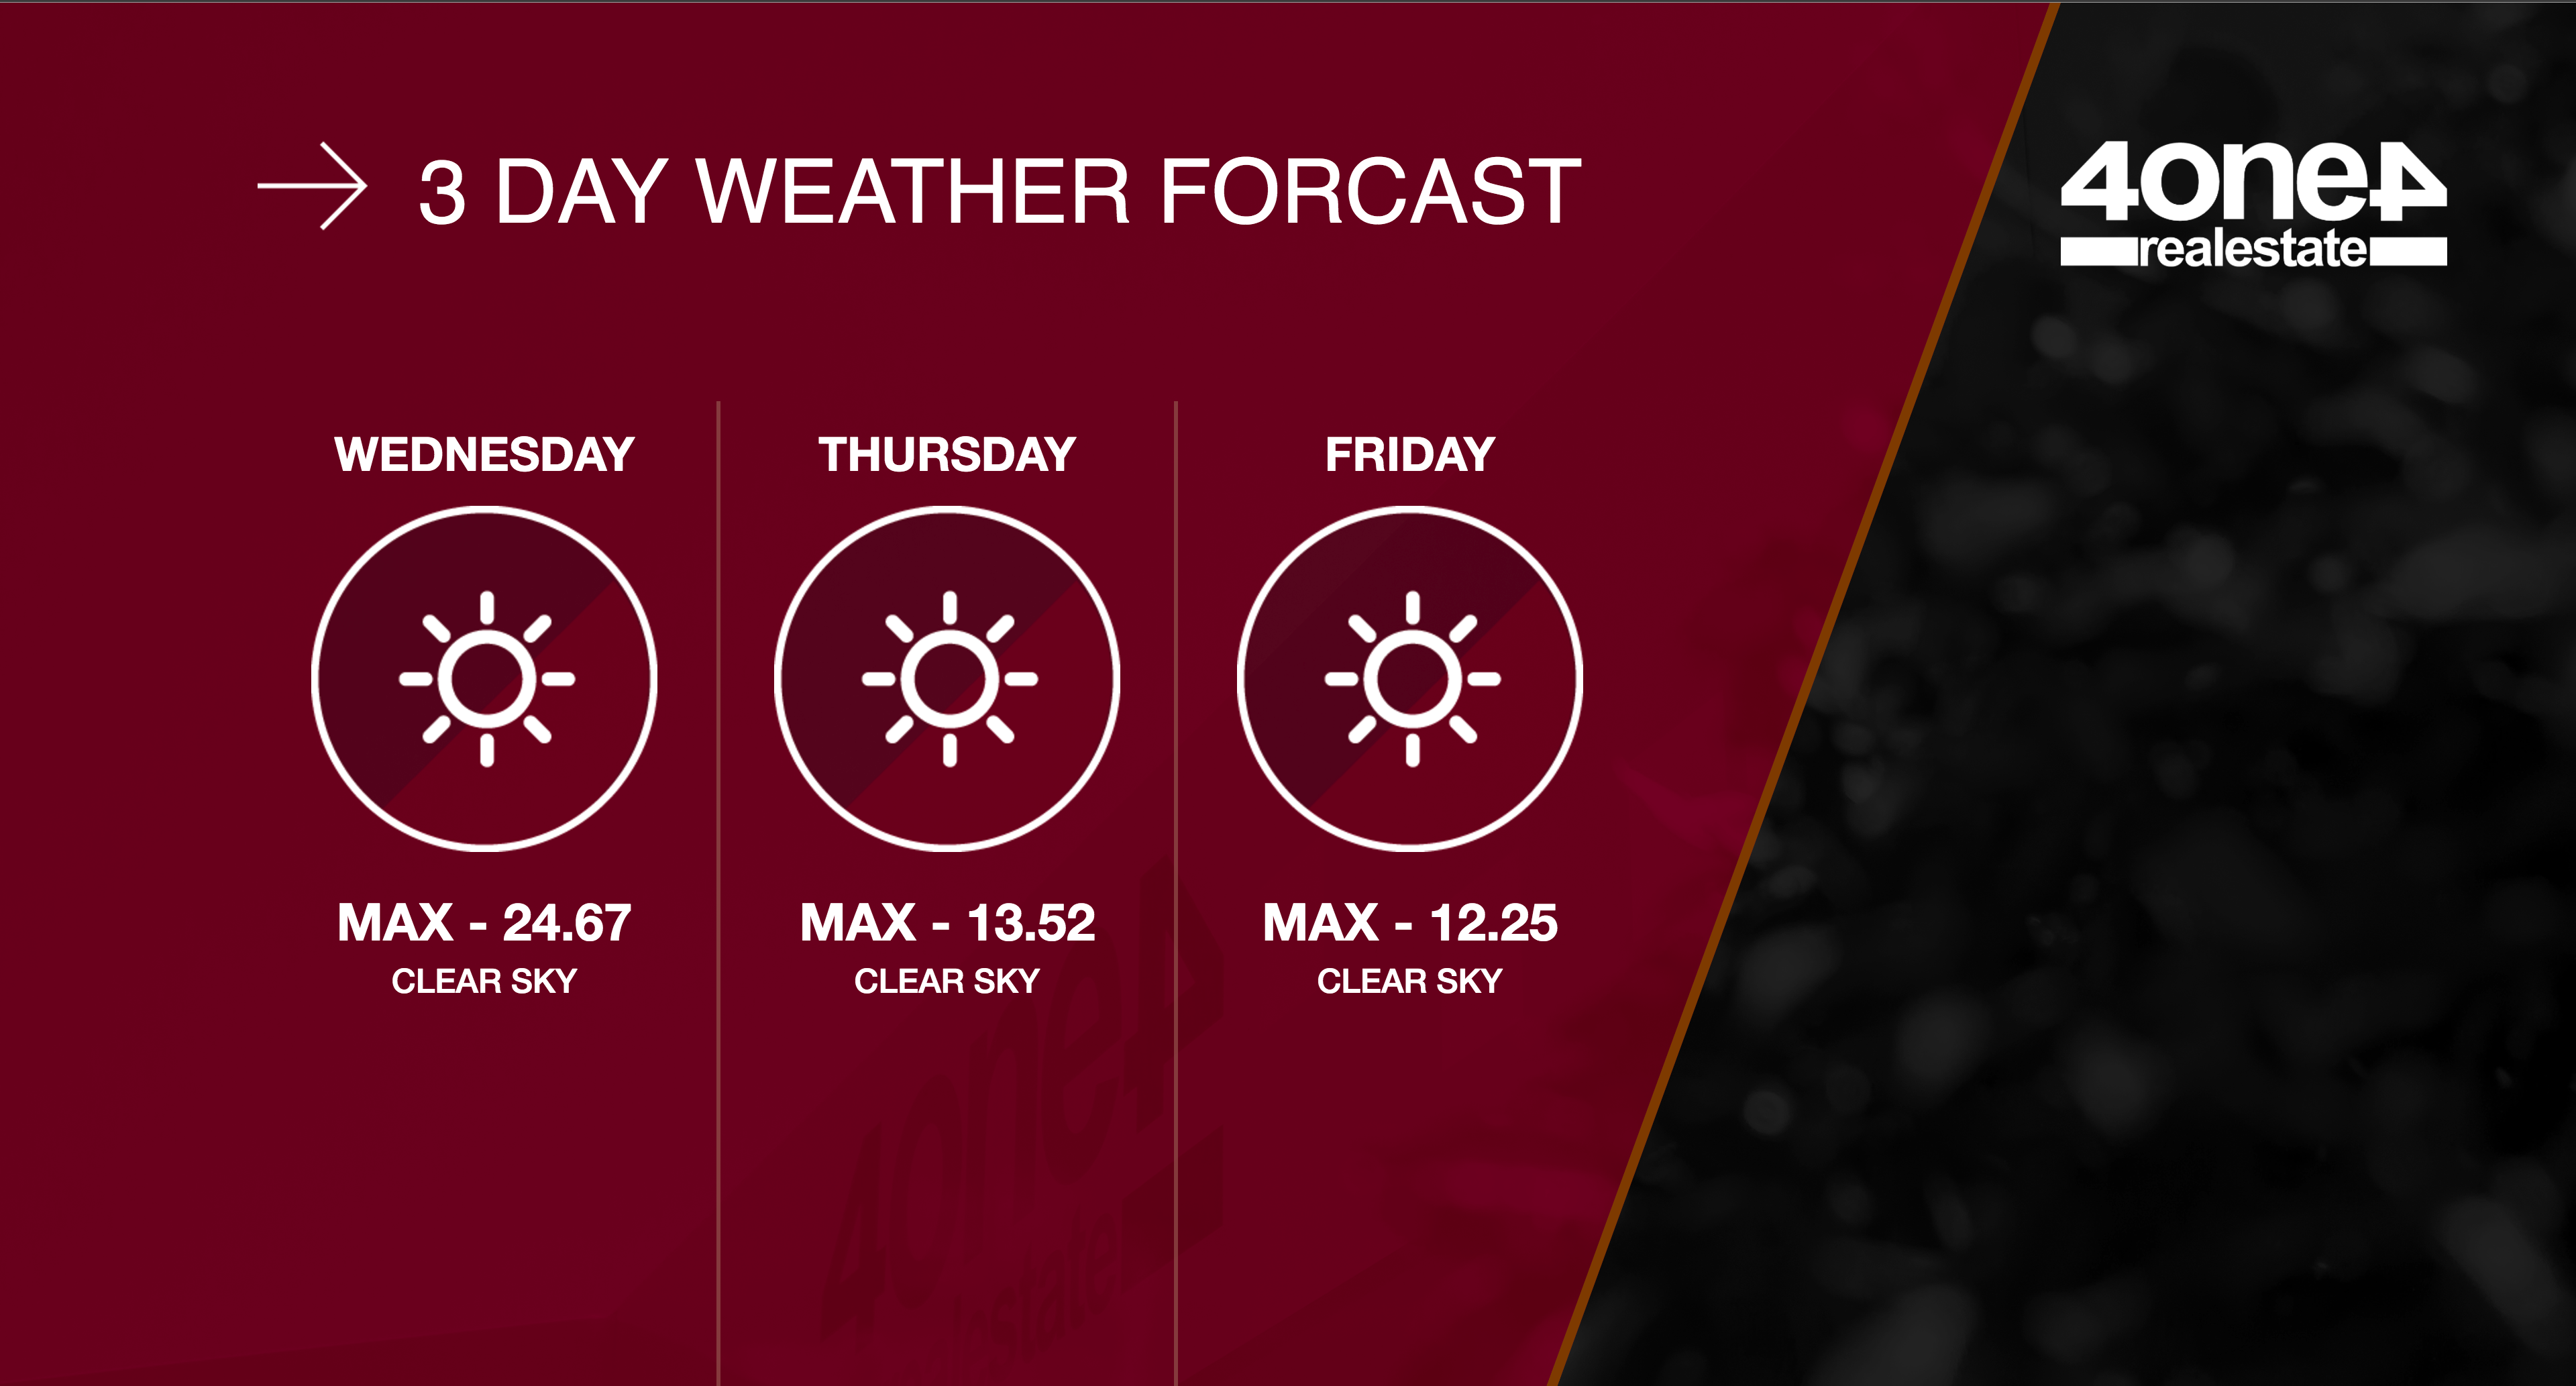 3 DAY WEATHER FORCAST
4one4
realestate
WEDNESDAY
MAX - 24.67
CLEAR SKY
THURSDAY
MAX - 13.52
CLEAR SKY
FRIDAY
MAX - 12.25
CLEAR SKY
4one4